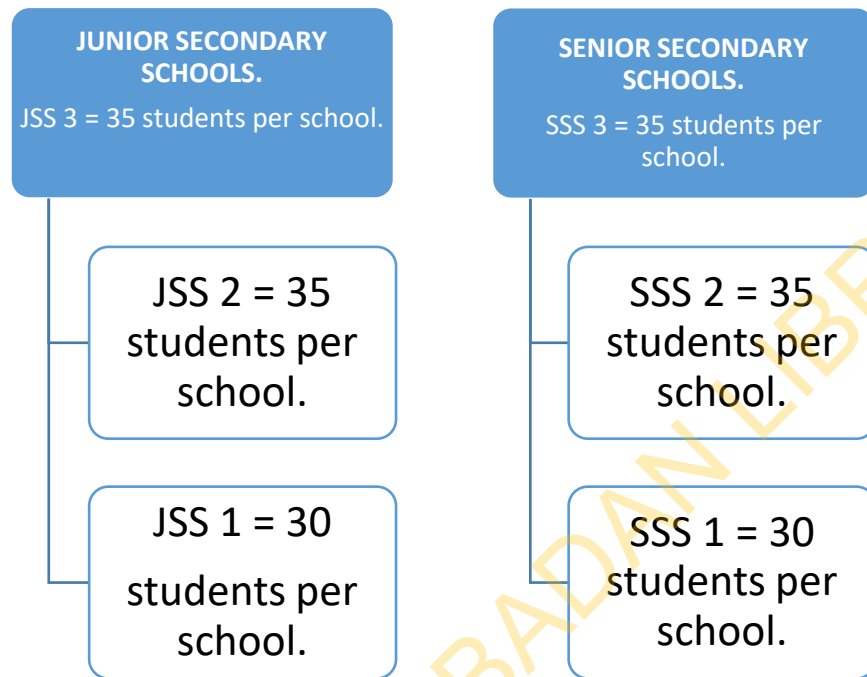 JUNIOR SECONDARY
SCHOOLS.
JSS 3 = 35 students per school.
JSS 2 = 35
students per
school.
JSS 1 = 30
students per
school.
SENIOR SECONDARY
SCHOOLS.
SSS 3 = 35 students per
school.
SSS 2 = 35
students per
school.
SSS 1 = 30
students per
school.
BADAN LIBR